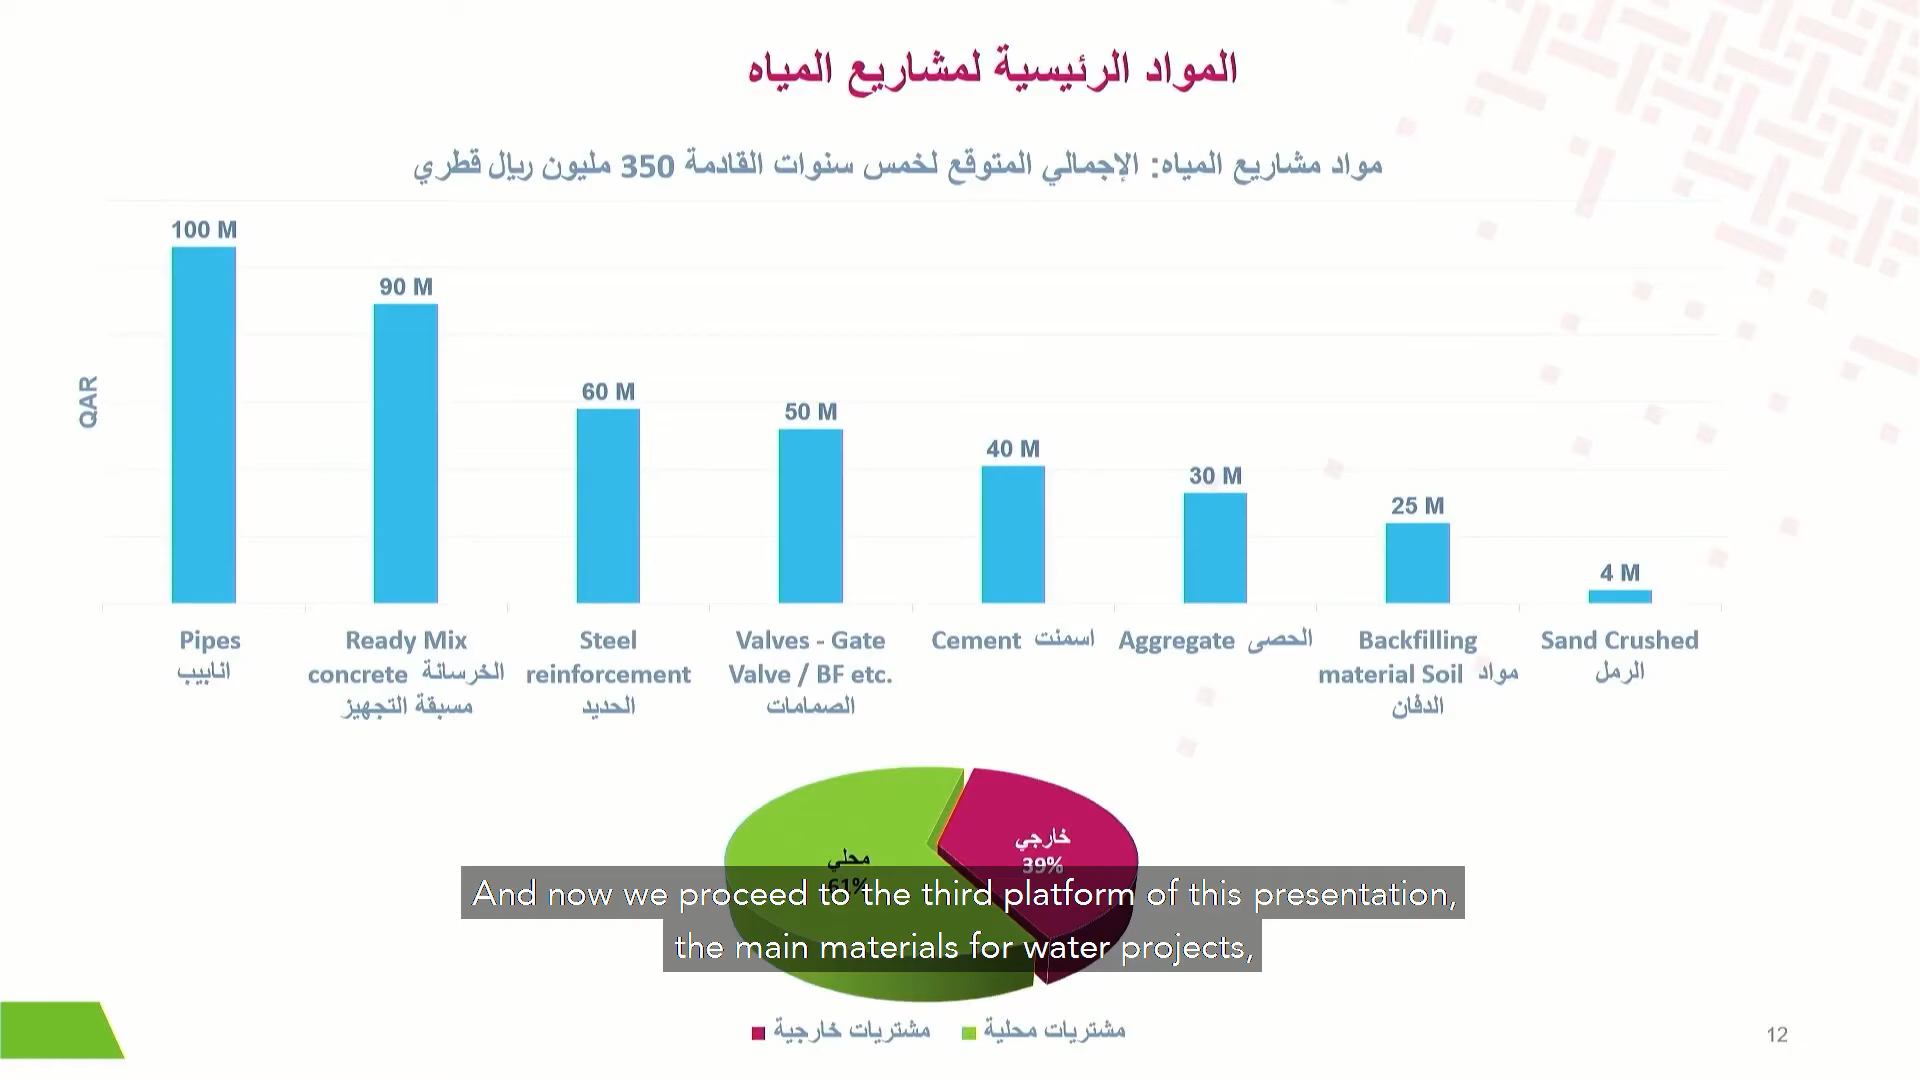 المواد الرئيسية لمشاريع المياه
مواد مشاريع المياه: الإجمالي المتوقع لخمس سنوات القادمة 350 مليون ريال قطري
QAR
100 M
90 M
60 M
50 M
40 M
30 M
25 M
4 M
Pipes
انابيب
Ready Mix
concrete الخرسانة
مسبقة التجهيز
Steel
reinforcement
الحديد
Valves - Gate
Valve / BF etc.
الصمامات
Cement اسمنت
Aggregate الحصى
Backfilling
material Soil مواد
الدفان
Sand Crushed
الرمل
خارجي
39%
محلي
61%
And now we proceed to the third platform of this presentation,
the main materials for water projects,
مشتريات خارجية
مشتريات محلية
12